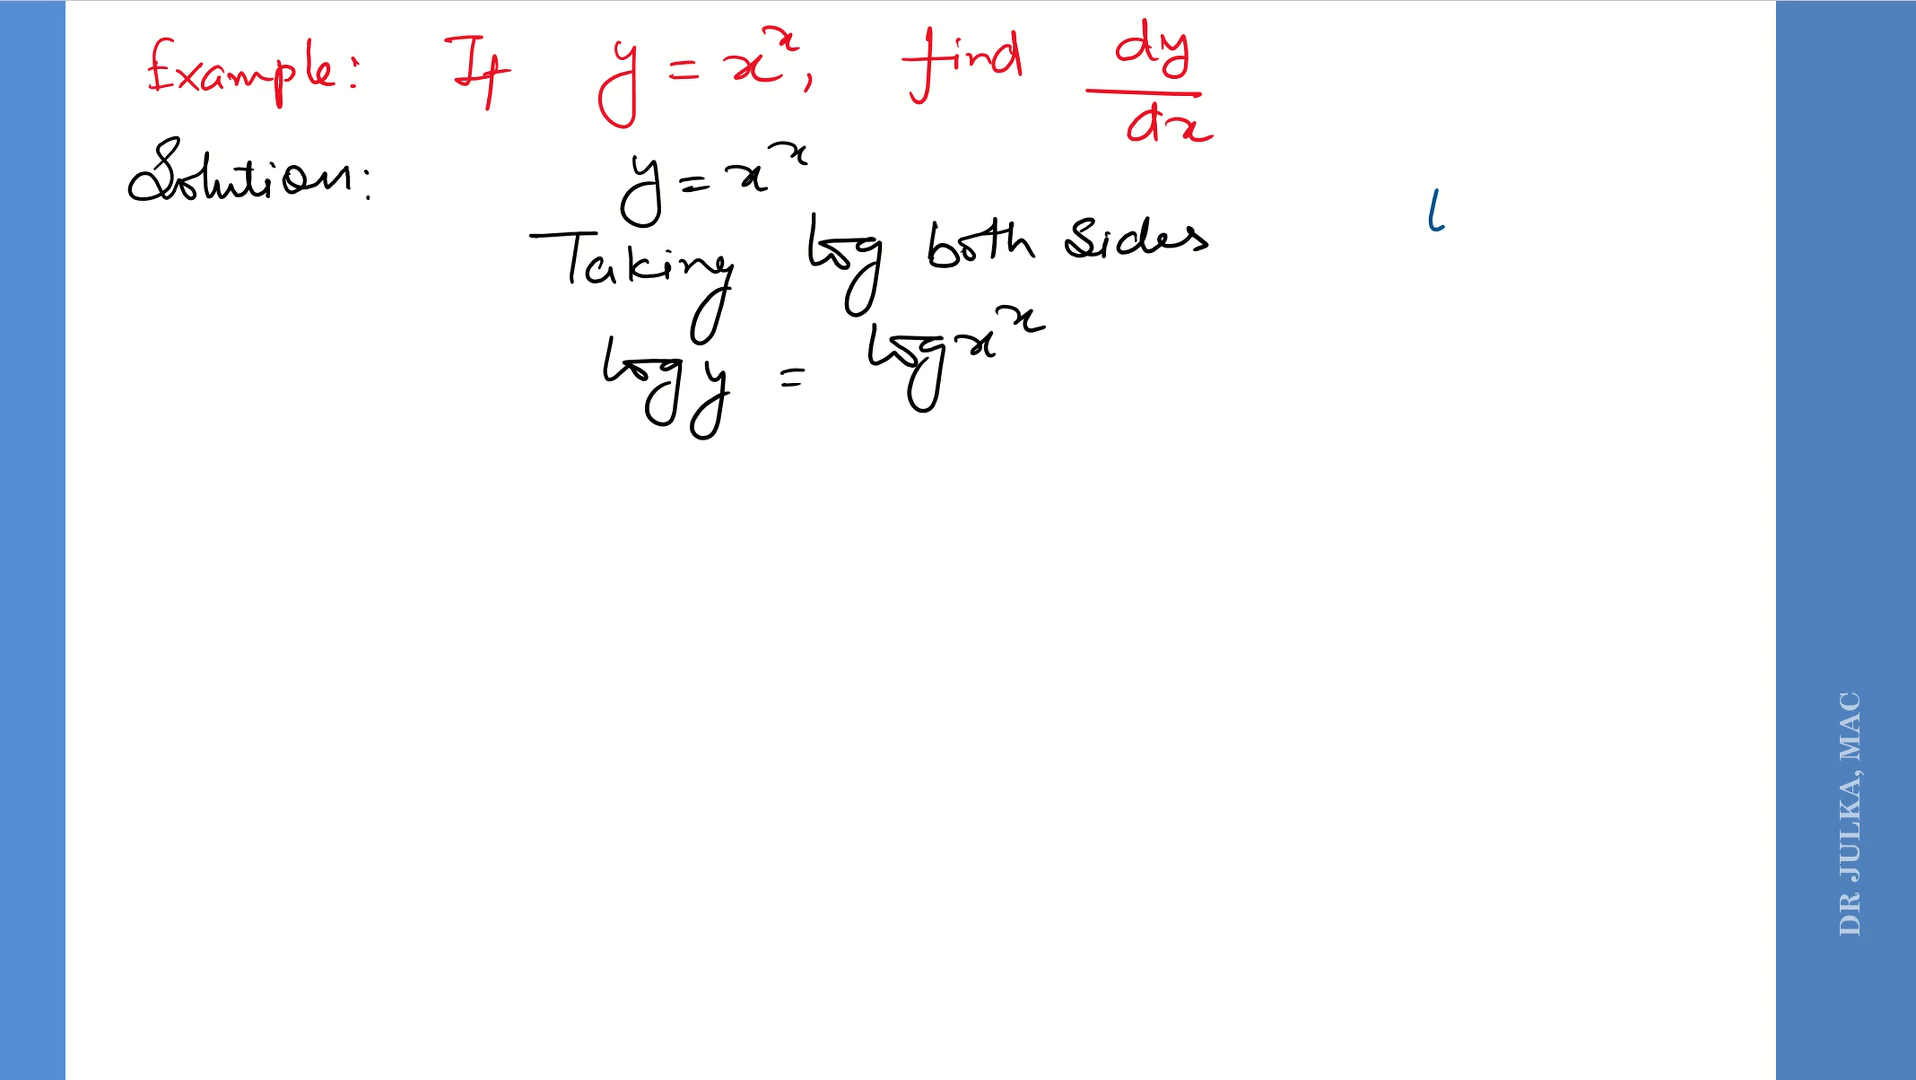 Example: If y = x^x, find dy/dx
Solution: y = x^x
Taking log both sides
log y = log x^x
l
DR JULKA, MAC